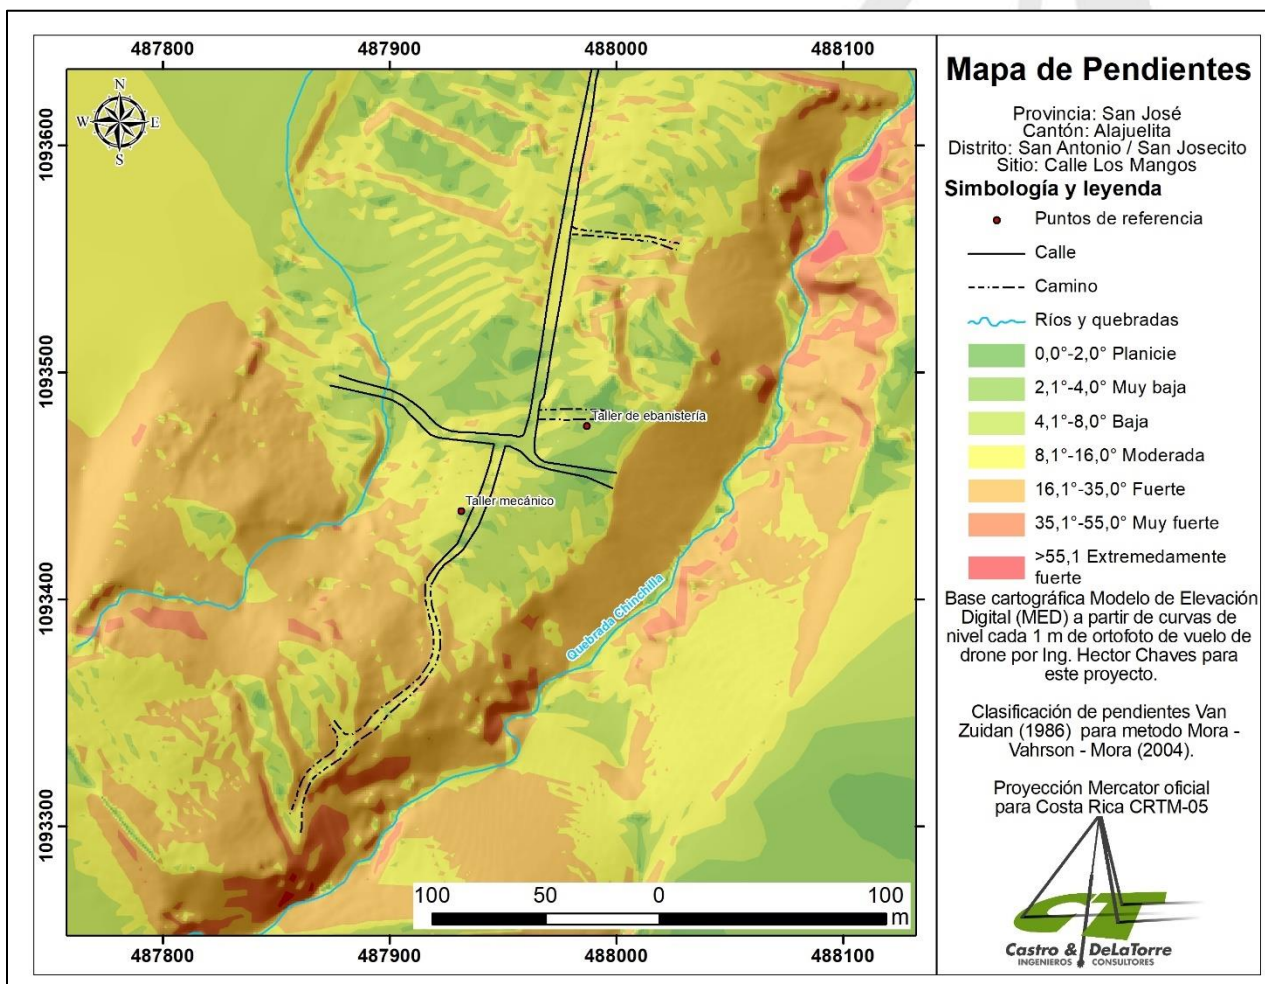 487800 487900 488000 488100
N
W E
S
1093600
1093500
1093400
1093300
Taller de ebanistería
Taller mecánico
Quebrada Chinchilla
100 50 0 100
m
487800 487900 488000 488100
Mapa de Pendientes
Provincia: San José
Cantón: Alajuelita
Distrito: San Antonio / San Josecito
Sitio: Calle Los Mangos
Simbología y leyenda
Puntos de referencia
Calle
Camino
Ríos y quebradas
0,0°-2,0° Planicie
2,1°-4,0° Muy baja
4,1°-8,0° Baja
8,1°-16,0° Moderada
16,1°-35,0° Fuerte
35,1°-55,0° Muy fuerte
>55,1 Extremedamente
fuerte
Base cartográfica Modelo de Elevación
Digital (MED) a partir de curvas de
nivel cada 1 m de ortofoto de vuelo de
drone por Ing. Hector Chaves para
este proyecto.
Clasificación de pendientes Van
Zuidan (1986) para metodo Mora -
Vahrson - Mora (2004).
Proyección Mercator oficial
para Costa Rica CRTM-05
Castro & DeLaTorre
INGENIEROS CONSULTORES